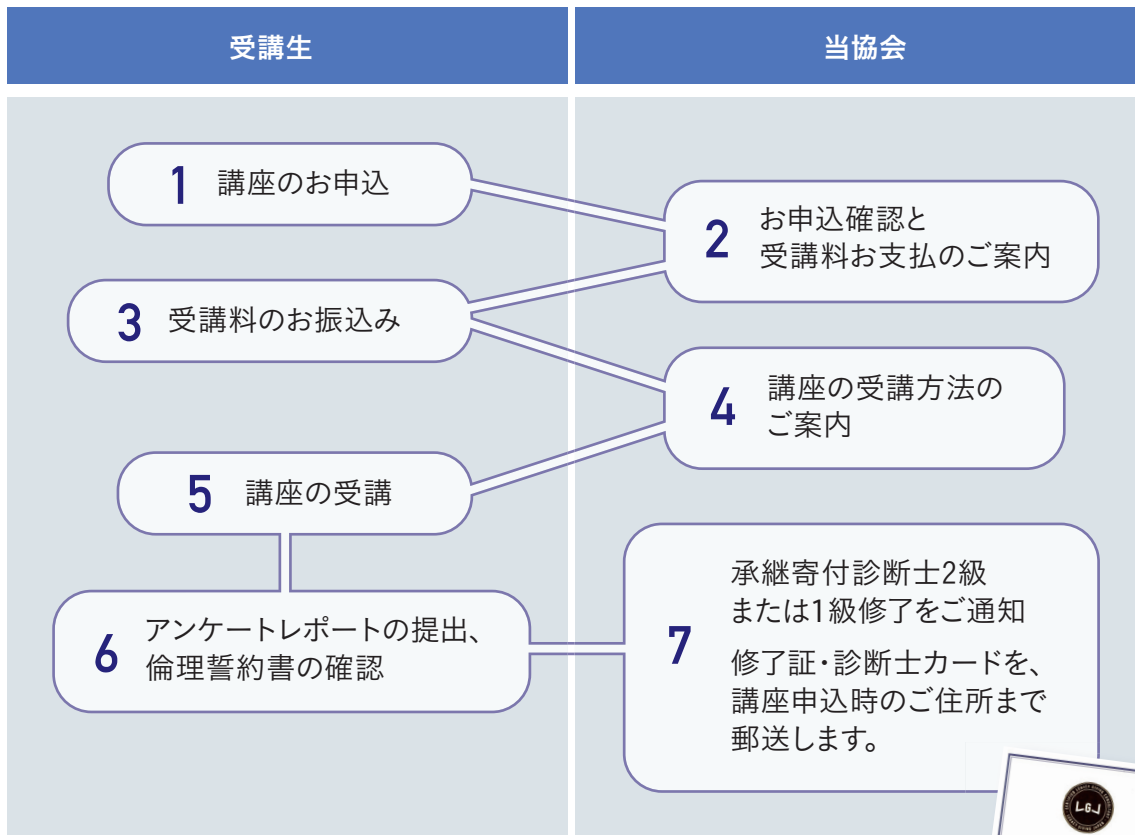 受講生
当協会
1 講座のお申込
2 お申込確認と
受講料お支払のご案内
3 受講料のお振込み
4 講座の受講方法の
ご案内
5 講座の受講
6 アンケートレポートの提出、
倫理誓約書の確認
7 承継寄付診断士2級
または1級修了をご通知
修了証・診断士カードを、
講座申込時のご住所まで
郵送します。
LGJ